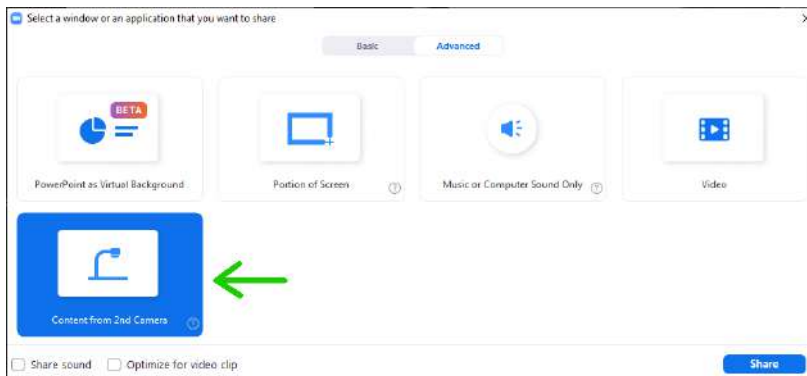 Select a window or an application that you want to share
Basic
Advanced
BETA
PowerPoint as Virtual Background
Portion of Screen
Music or Computer Sound Only
Video
Content from 2nd Camera
Share sound
Optimize for video clip
Share